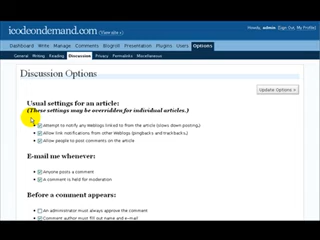 icodeondemand.com (View site »)
Howdy, admin. [Sign Out, My Profile]
Dashboard Write Manage Comments Blogroll Presentation Plugins Users Options
General Writing Reading Discussion Privacy Permalinks Miscellaneous
Discussion Options
Update Options »
Usual settings for an article:
(These settings may be overridden for individual articles.)
Attempt to notify any Weblogs linked to from the article (slows down posting.)
Allow link notifications from other Weblogs (pingbacks and trackbacks.)
Allow people to post comments on the article
E-mail me whenever:
Anyone posts a comment
A comment is held for moderation
Before a comment appears:
An administrator must always approve the comment
Comment author must fill out name and e-mail